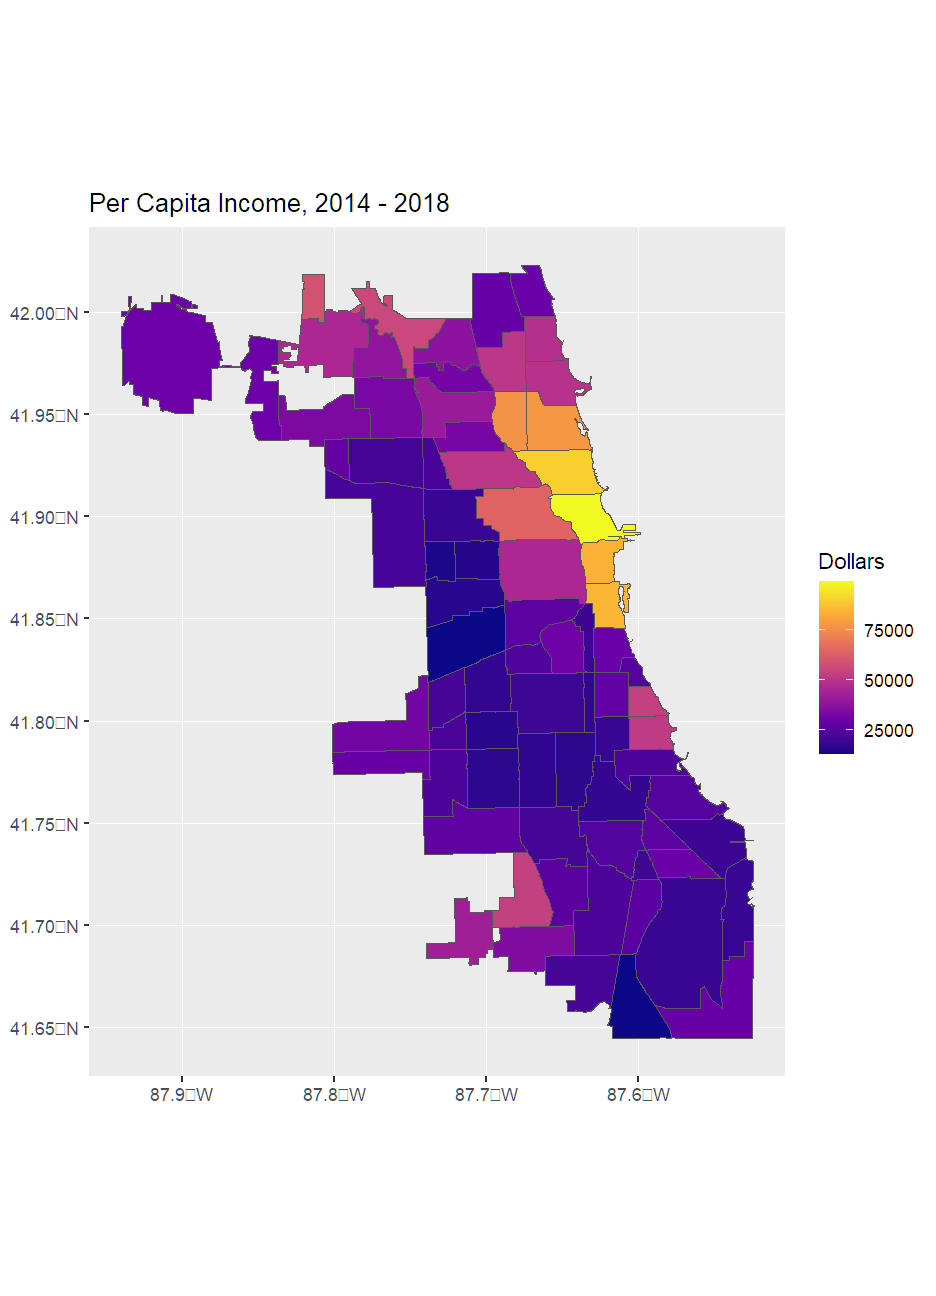 Per Capita Income, 2014 - 2018
42.00□N
41.95□N
41.90□N
41.85□N
41.80□N
41.75□N
41.70□N
41.65□N
87.9□W
87.8□W
87.7□W
87.6□W
Dollars
75000
50000
25000